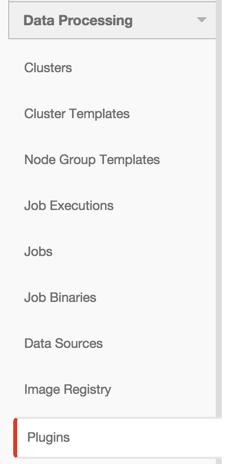 Data Processing
Clusters
Cluster Templates
Node Group Templates
Job Executions
Jobs
Job Binaries
Data Sources
Image Registry
Plugins